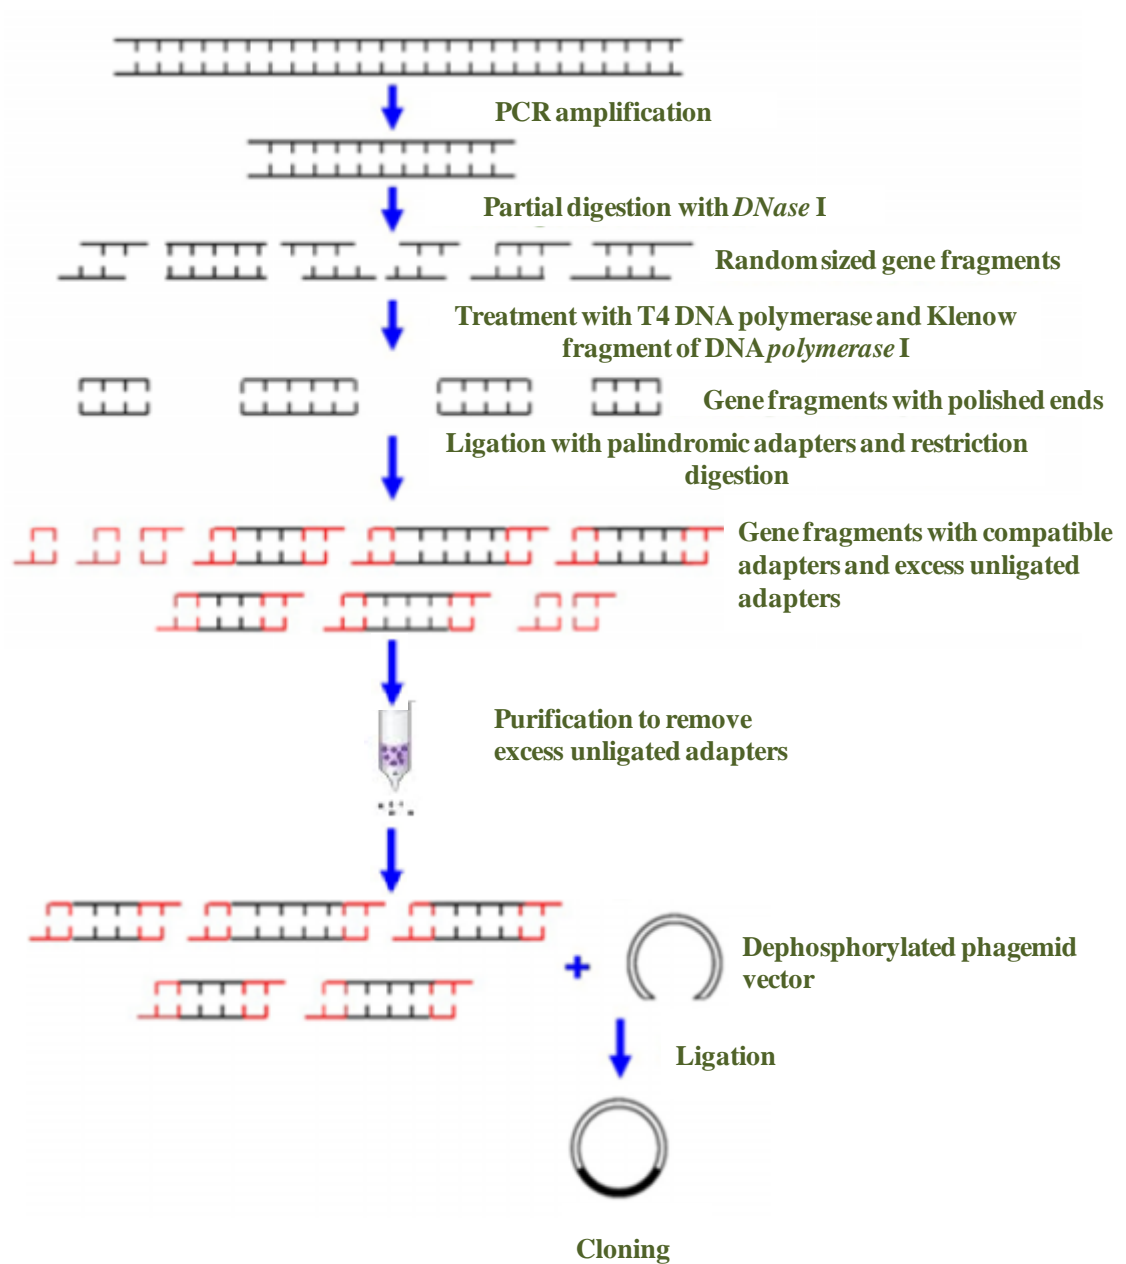 PCR amplification
Partial digestion with DNase I
Random sized gene fragments
Treatment with T4 DNA polymerase and Klenow
fragment of DNA polymerase I
Gene fragments with polished ends
Ligation with palindromic adapters and restriction
digestion
Gene fragments with compatible
adapters and excess unligated
adapters
Purification to remove
excess unligated adapters
+
Dephosphorylated phagemid
vector
Ligation
Cloning